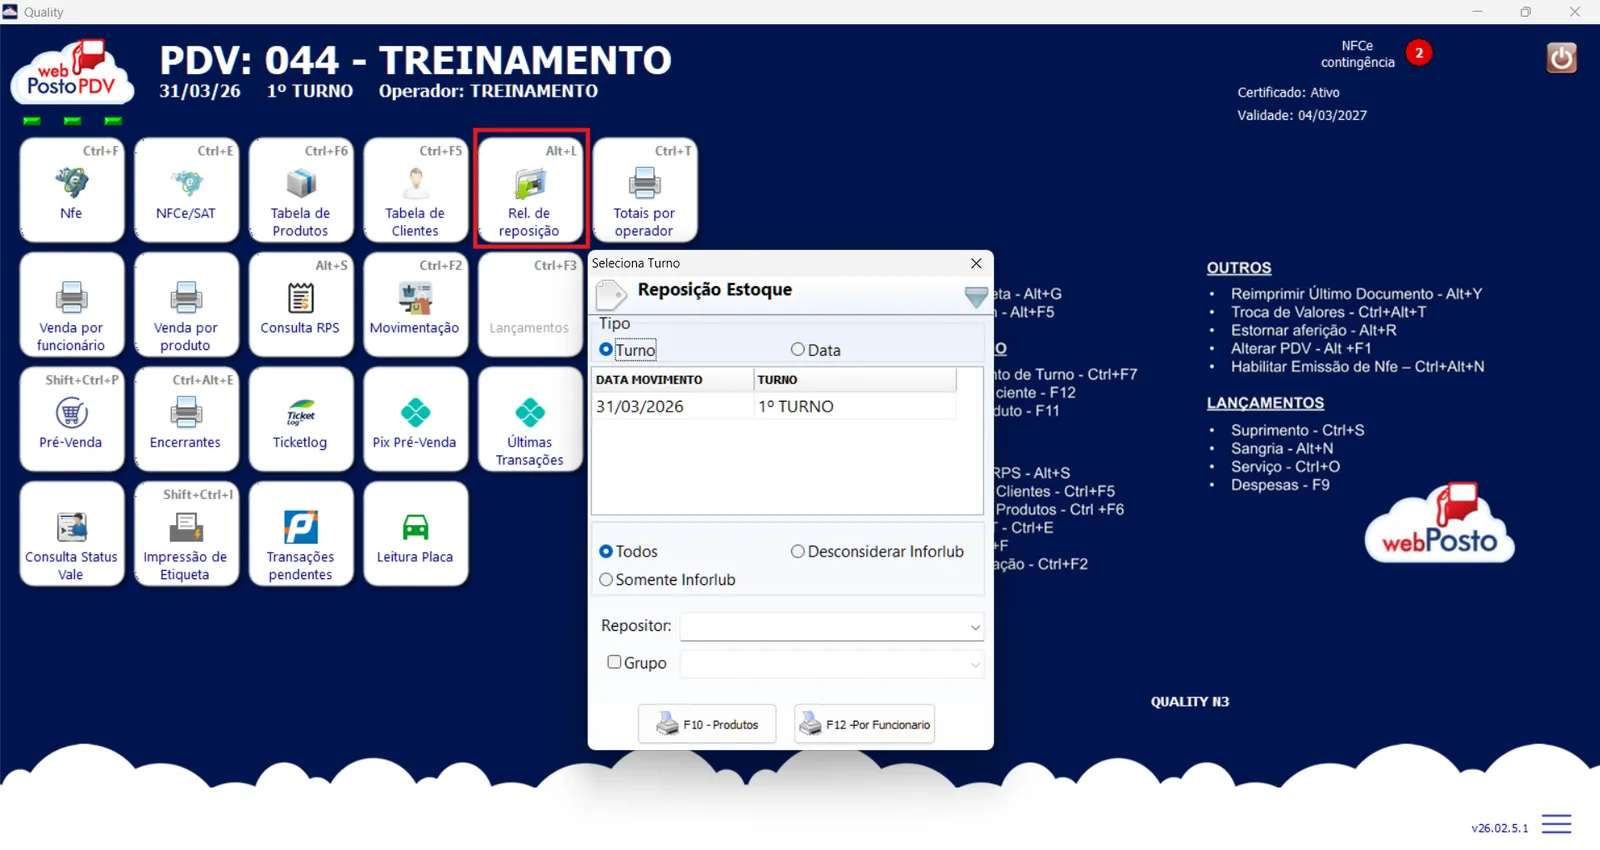 Quality
web
PostoPDV
PDV: 044 - TREINAMENTO
31/03/26 1º TURNO Operador: TREINAMENTO
NFCe
contingência
2
Certificado: Ativo
Validade: 04/03/2027
Ctrl+F
Nfe
Ctrl+E
NFCe/SAT
Ctrl+F6
Tabela de
Produtos
Ctrl+F5
Tabela de
Clientes
Alt+L
Rel. de
reposição
Ctrl+T
Totais por
operador
Venda por
funcionário
Venda por
produto
Alt+S
Consulta RPS
Ctrl+F2
Movimentação
Ctrl+F3
Lançamentos
Shift+Ctrl+P
Pré-Venda
Ctrl+Alt+E
Encerrantes
Ticket
Log
Ticketlog
Pix Pré-Venda
Últimas
Transações
Consulta Status
Vale
Shift+Ctrl+I
Impressão de
Etiqueta
Transações
pendentes
Leitura Placa
Seleciona Turno
Reposição Estoque
Tipo
Turno
Data
DATA MOVIMENTO TURNO
31/03/2026 1º TURNO
Todos
Desconsiderar Inforlub
Somente Inforlub
Repositor:
Grupo
F10 - Produtos
F12 -Por Funcionario
eta - Alt+G
- Alt+F5
O
to de Turno - Ctrl+F7
ciente - F12
duto - F11
RPS - Alt+S
Clientes - Ctrl+F5
Produtos - Ctrl +F6
- Ctrl+E
+F
ação - Ctrl+F2
OUTROS
• Reimprimir Último Documento - Alt+Y
• Troca de Valores - Ctrl+Alt+T
• Estornar aferição - Alt+R
• Alterar PDV - Alt +F1
• Habilitar Emissão de Nfe – Ctrl+Alt+N
LANÇAMENTOS
• Suprimento - Ctrl+S
• Sangria - Alt+N
• Serviço - Ctrl+O
• Despesas - F9
webPosto
QUALITY N3
v26.02.5.1